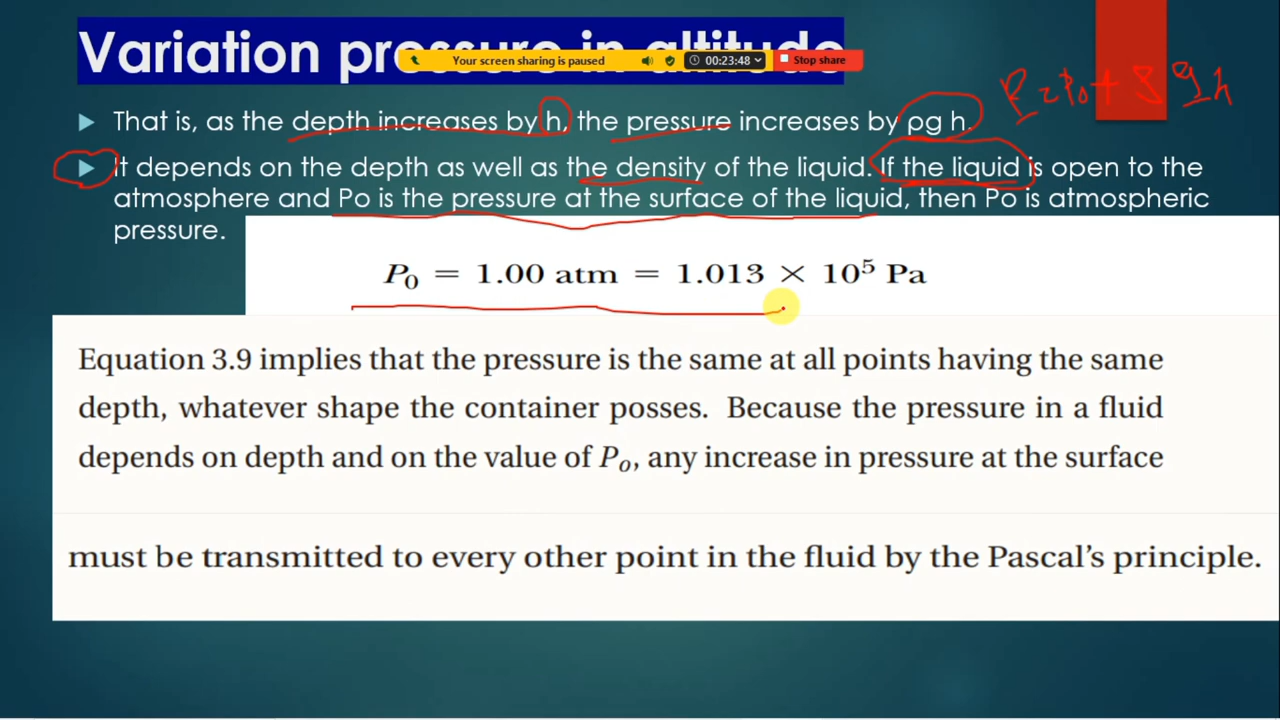 Variation pressure in altitude
Your screen sharing is paused
00:23:48
Stop share
P = P₀ + ρgh
▶ That is, as the depth increases by h, the pressure increases by ρg h.
▶ It depends on the depth as well as the density of the liquid. If the liquid is open to the
atmosphere and Po is the pressure at the surface of the liquid, then Po is atmospheric
pressure.
P₀ = 1.00 atm = 1.013 × 10⁵ Pa
Equation 3.9 implies that the pressure is the same at all points having the same
depth, whatever shape the container posses. Because the pressure in a fluid
depends on depth and on the value of Pₒ, any increase in pressure at the surface
must be transmitted to every other point in the fluid by the Pascal's principle.